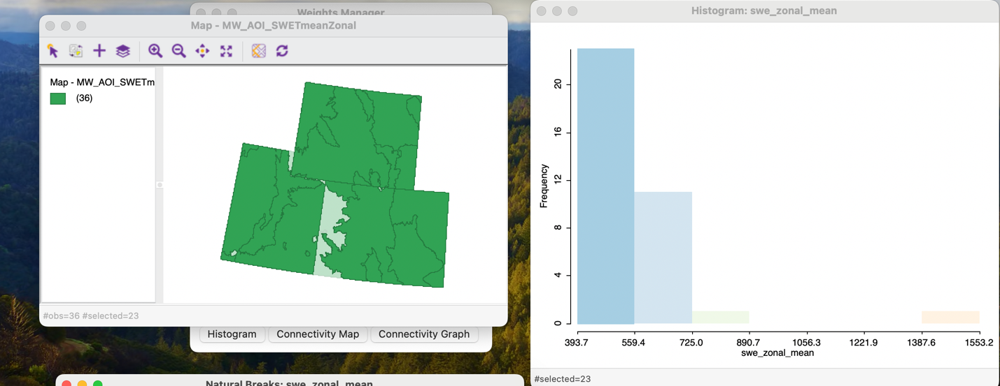 Weights Manager
Map - MW_AOI_SWETmeanZonal
Map - MW_AOI_SWETm
(36)
#obs=36 #selected=23
Histogram
Connectivity Map
Connectivity Graph
Natural Breaks: swe_zonal_mean
Histogram: swe_zonal_mean
Frequency
20
16
12
8
4
0
393.7
559.4
725.0
890.7
1056.3
1221.9
1387.6
1553.2
swe_zonal_mean
#selected=23